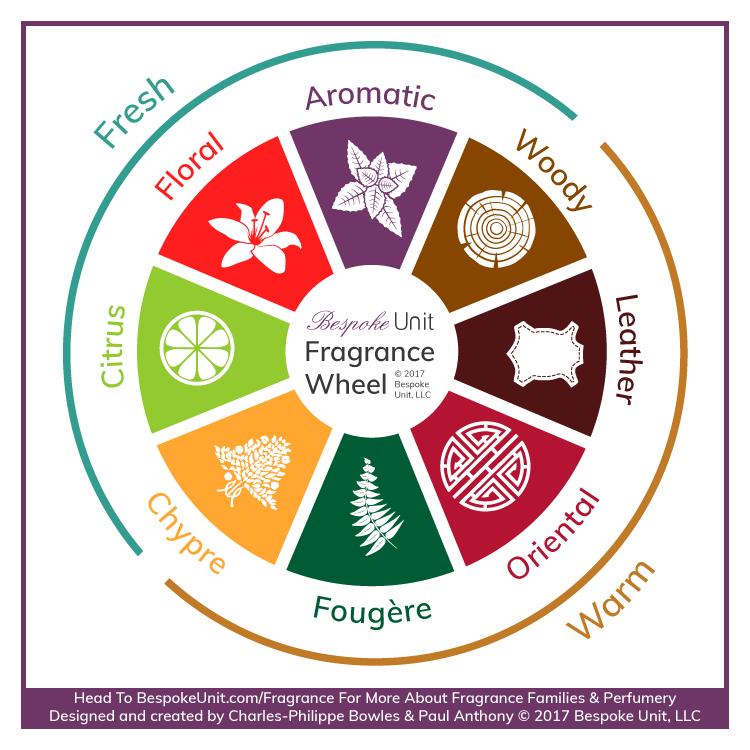 Fresh
Aromatic
Floral
Woody
Citrus
Leather
Bespoke Unit
Fragrance
Wheel
© 2017
Bespoke
Unit, LLC
Chypre
Oriental
Fougère
Warm
Head To BespokeUnit.com/Fragrance For More About Fragrance Families & Perfumery
Designed and created by Charles-Philippe Bowles & Paul Anthony © 2017 Bespoke Unit, LLC